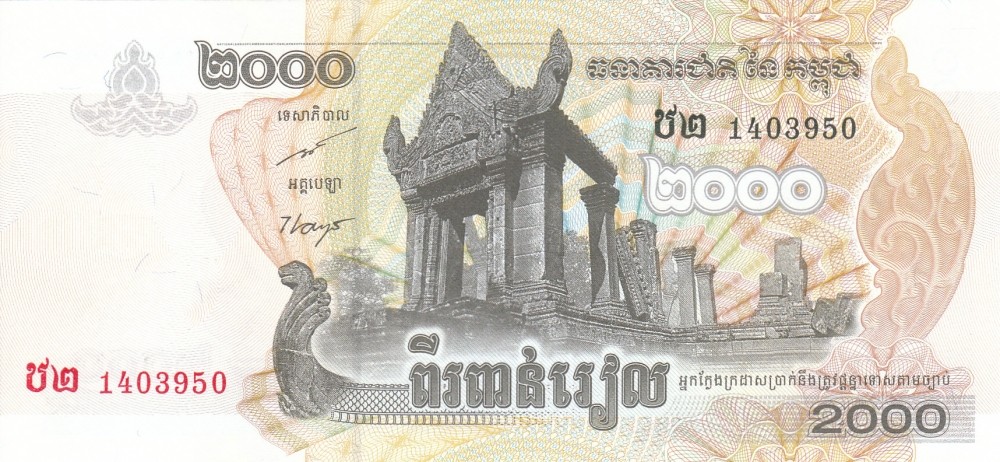 ២០០០
ធនាគារជាតិ នៃ កម្ពុជា
ទេសាភិបាល
ឋ២ 1403950
អគ្គបេឡា
២០០០
ឋ២ 1403950
ពីរពាន់រៀល
អ្នកក្លែងក្រដាសប្រាក់នឹងត្រូវផ្តន្ទាទោសតាមច្បាប់
2000